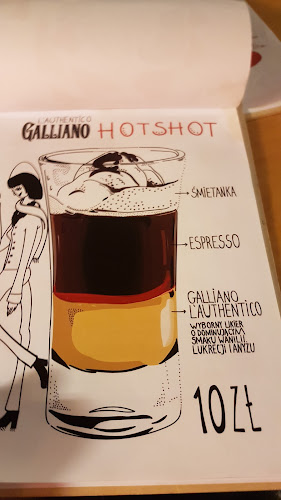 L'AUTHENTICO
GALLIANO HOTSHOT
ŚMIETANKA
ESPRESSO
GALLIANO
L'AUTHENTICO
WYBORNY LIKIER
O DOMINUJĄCYM
SMAKU WANILII,
LUKRECJI I ANYŻU
10 ZŁ